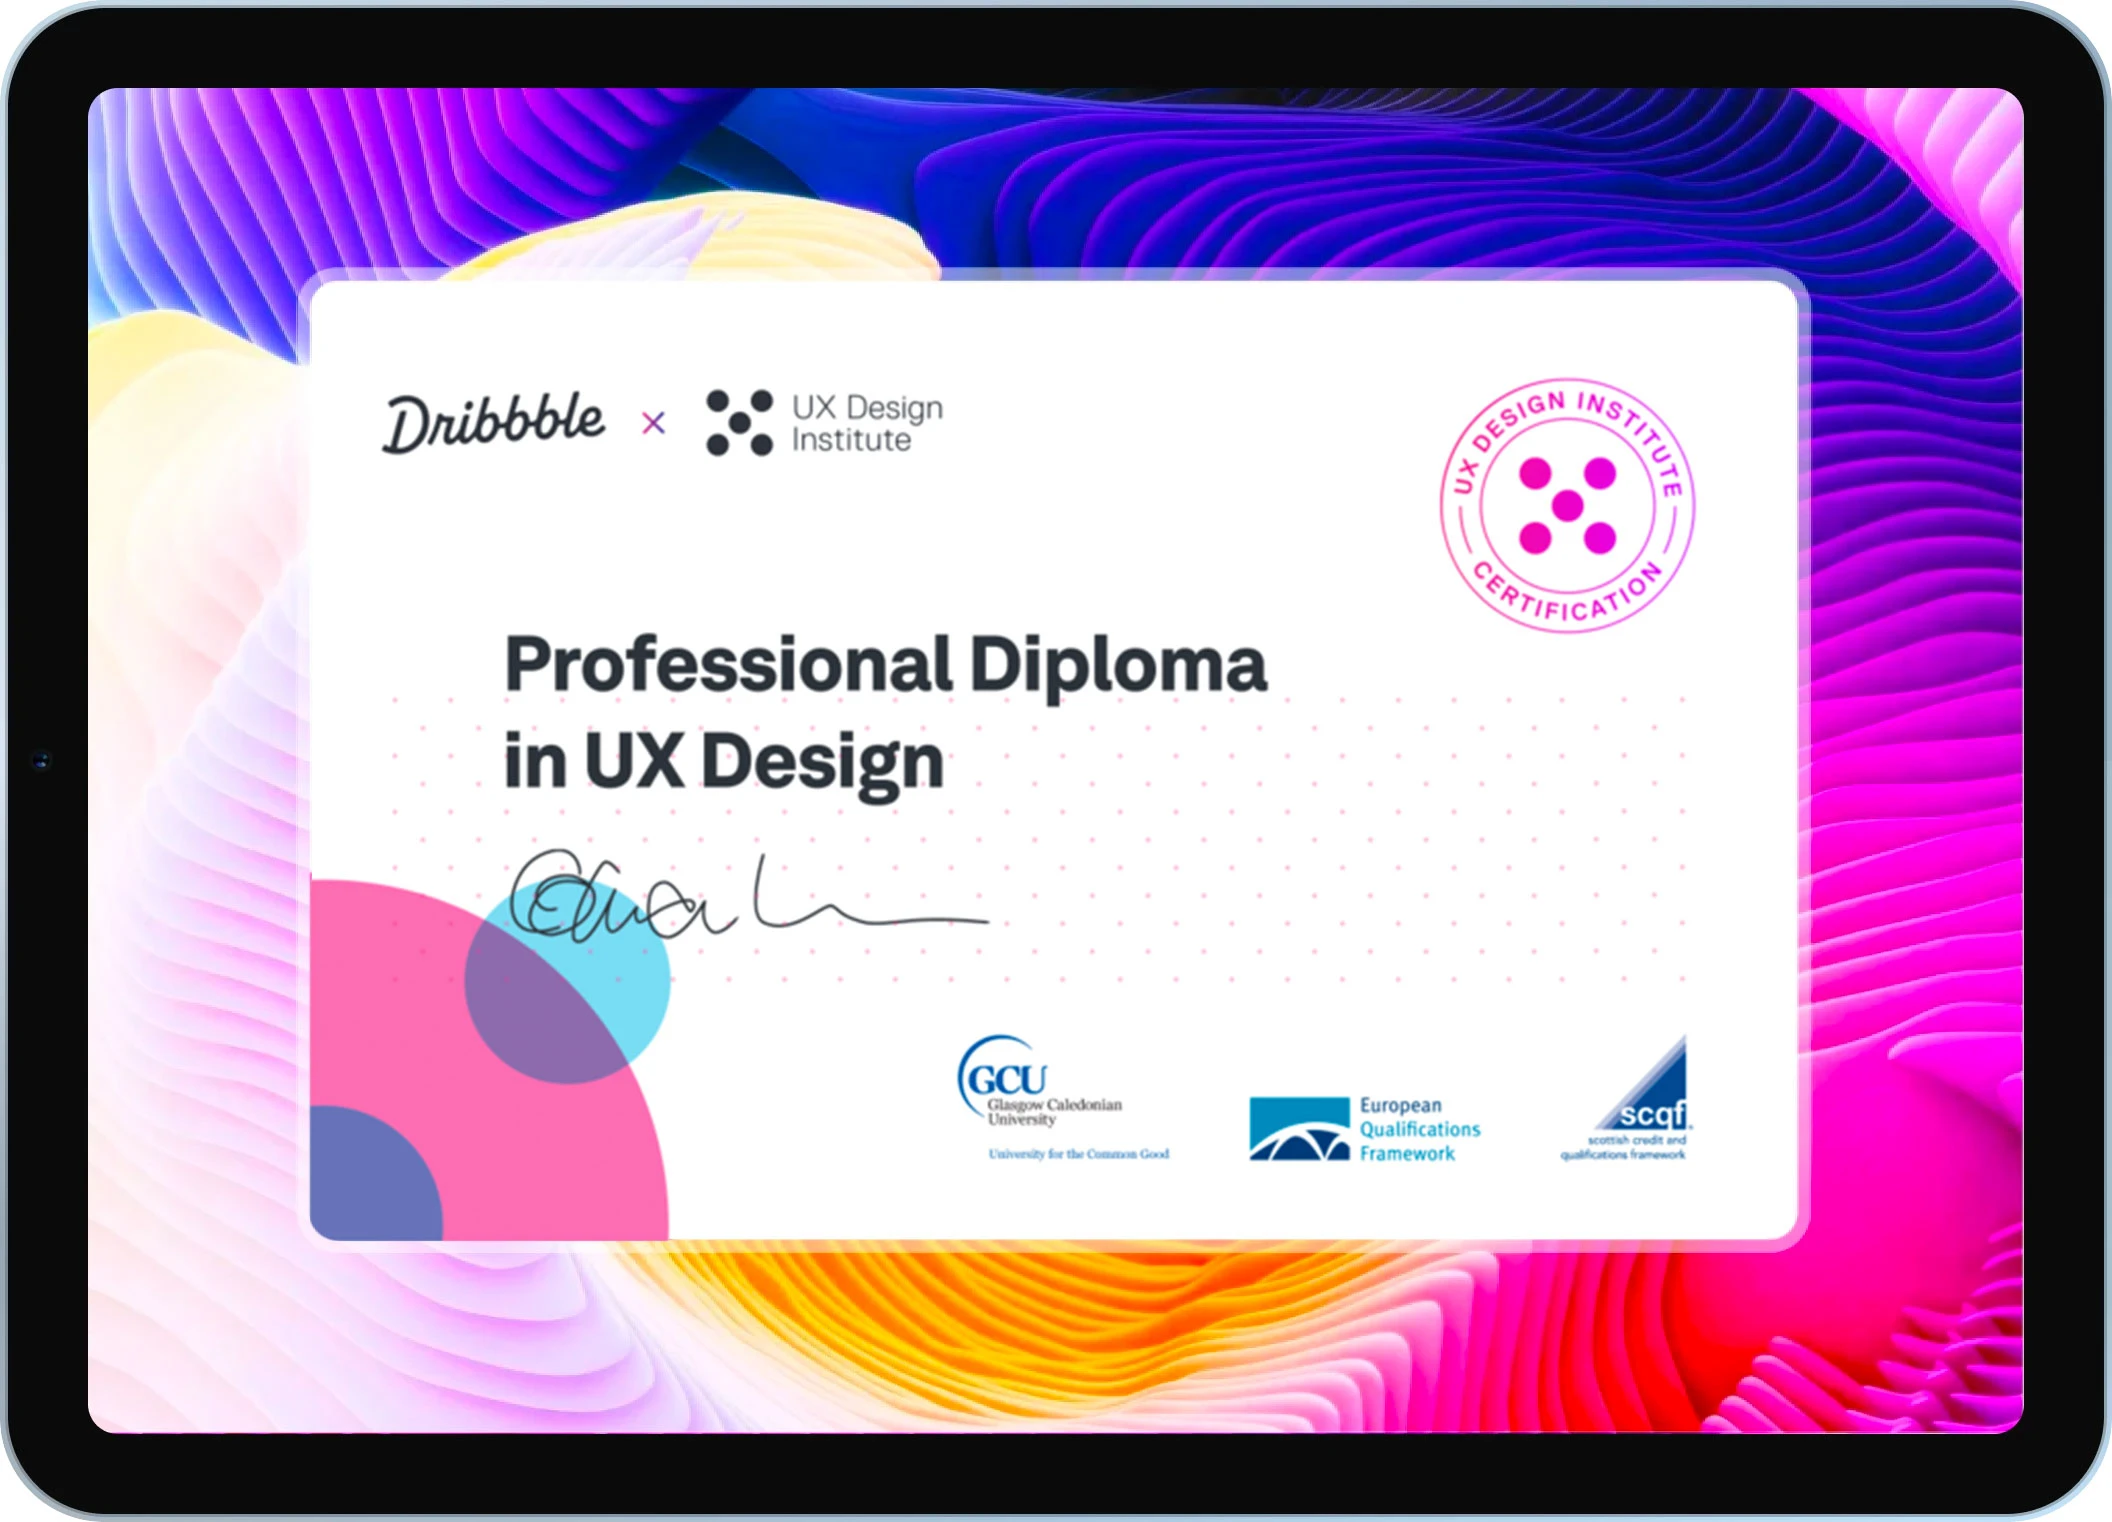 Dribbble × UX Design
Institute
UX DESIGN INSTITUTE
CERTIFICATION
Professional Diploma
in UX Design
GCU
Glasgow Caledonian
University
University for the Common Good
European
Qualifications
Framework
scqf
scottish credit and
qualifications framework